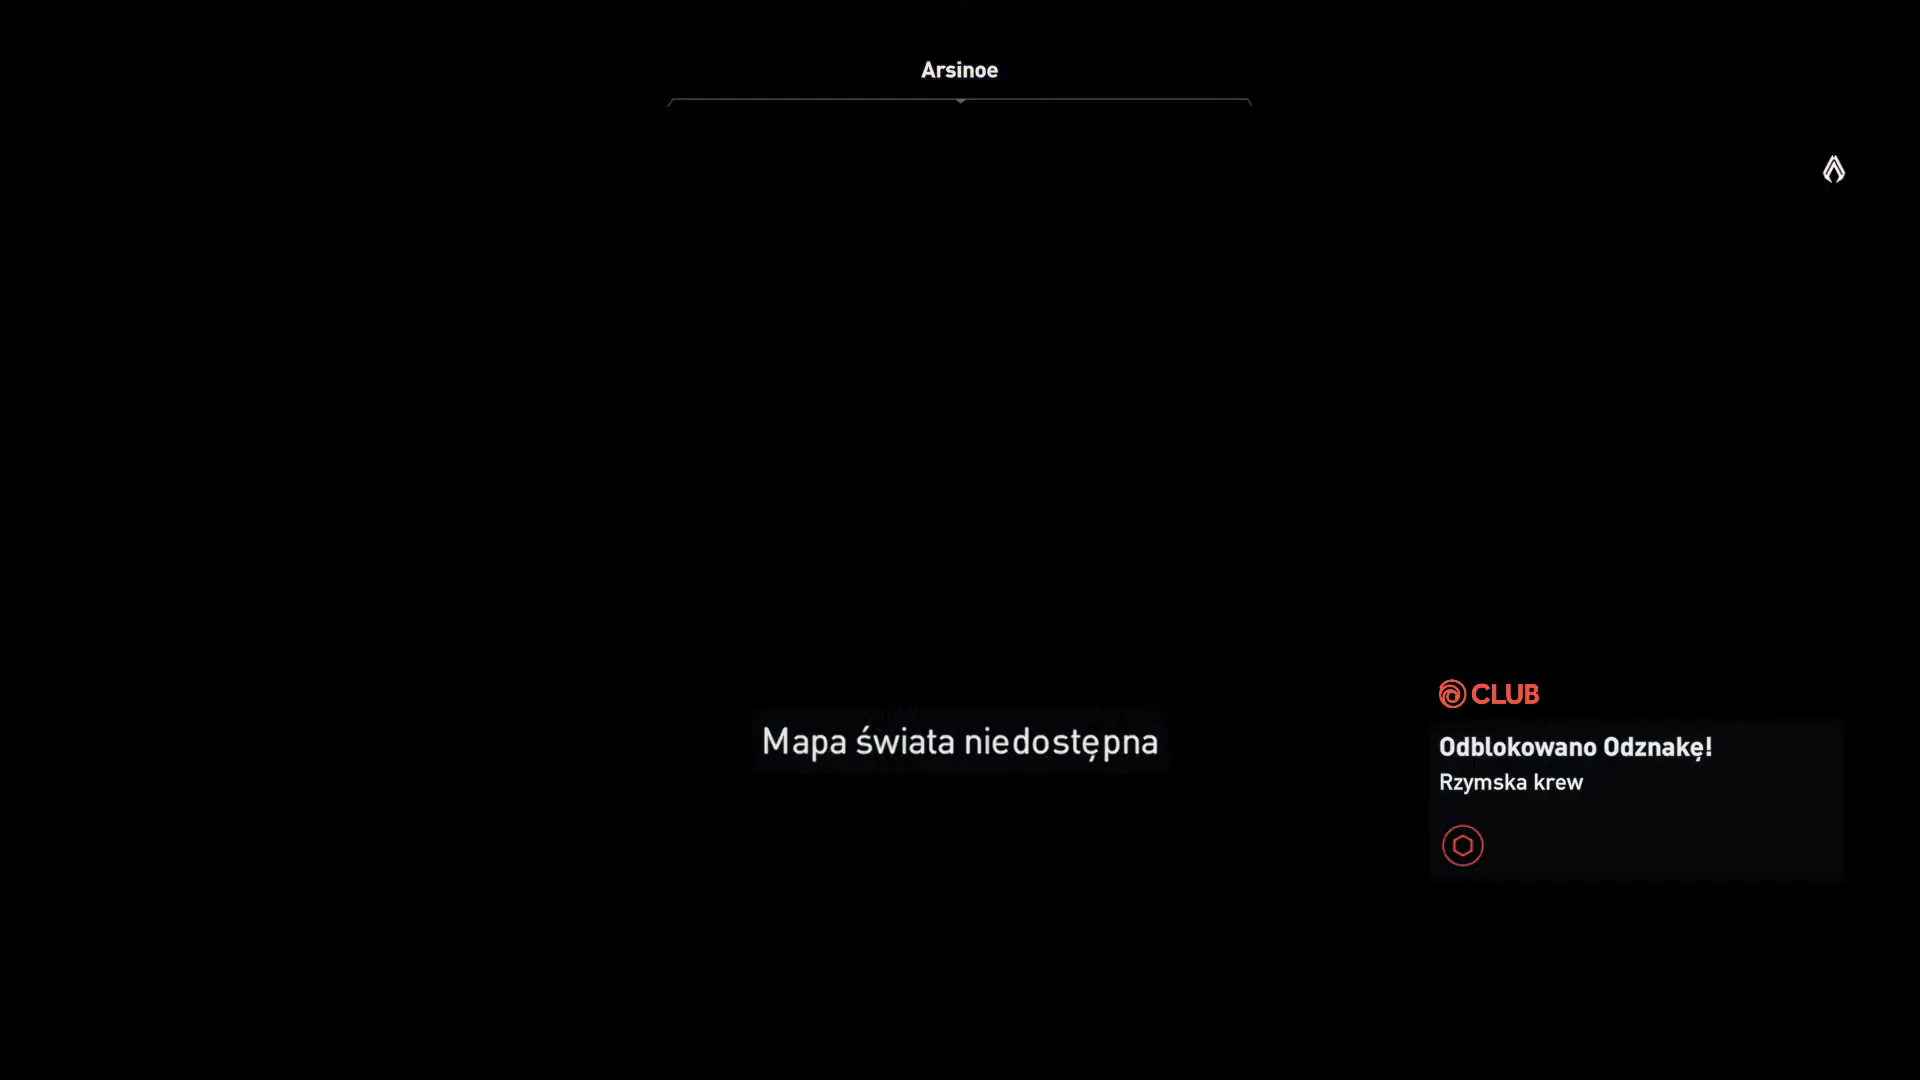 Arsinoe
CLUB
Mapa świata niedostępna
Odblokowano Odznakę!
Rzymska krew